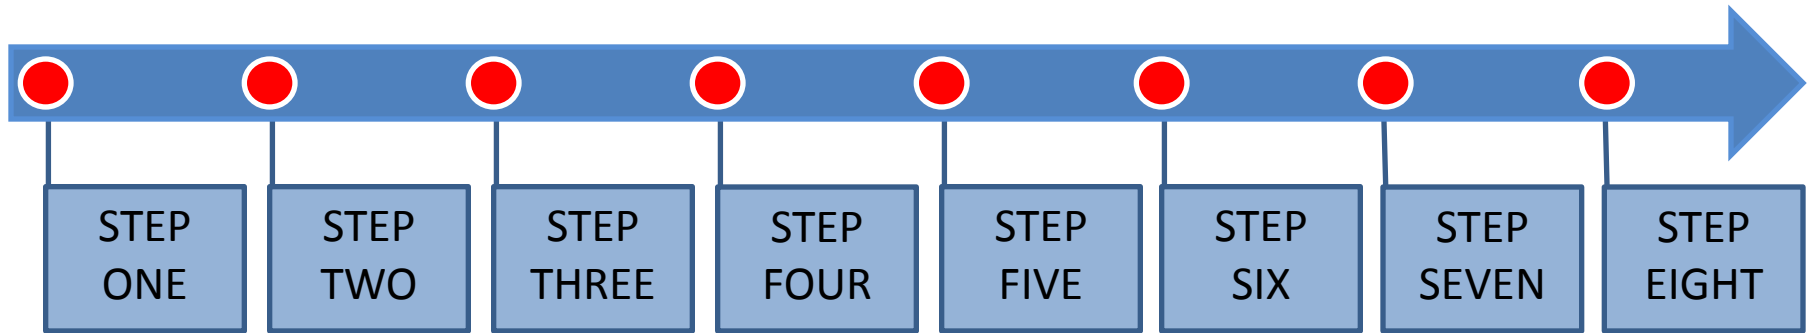 STEP
ONE
STEP
TWO
STEP
THREE
STEP
FOUR
STEP
FIVE
STEP
SIX
STEP
SEVEN
STEP
EIGHT